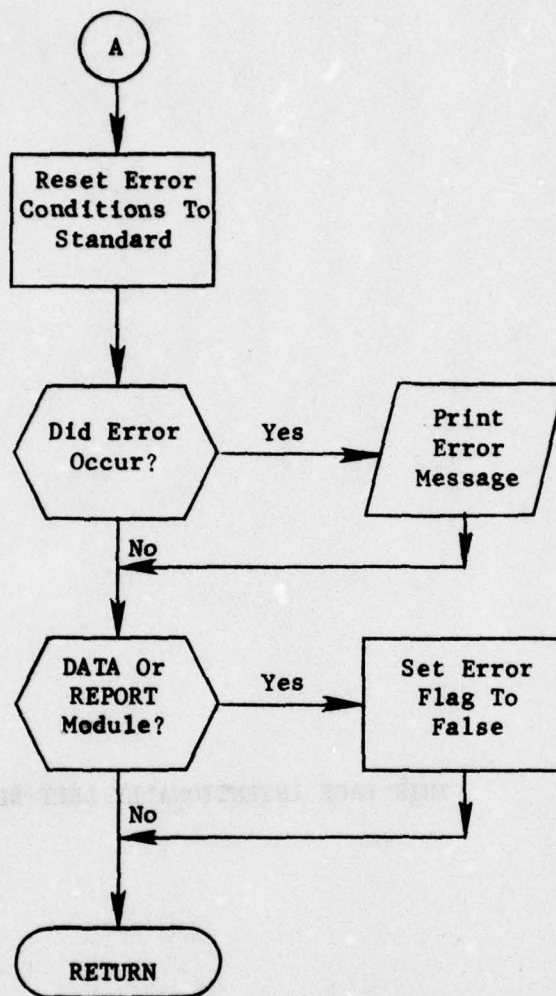 A
Reset Error
Conditions To
Standard
Did Error
Occur?
Yes
Print
Error
Message
No
DATA Or
REPORT
Module?
Yes
Set Error
Flag To
False
No
RETURN